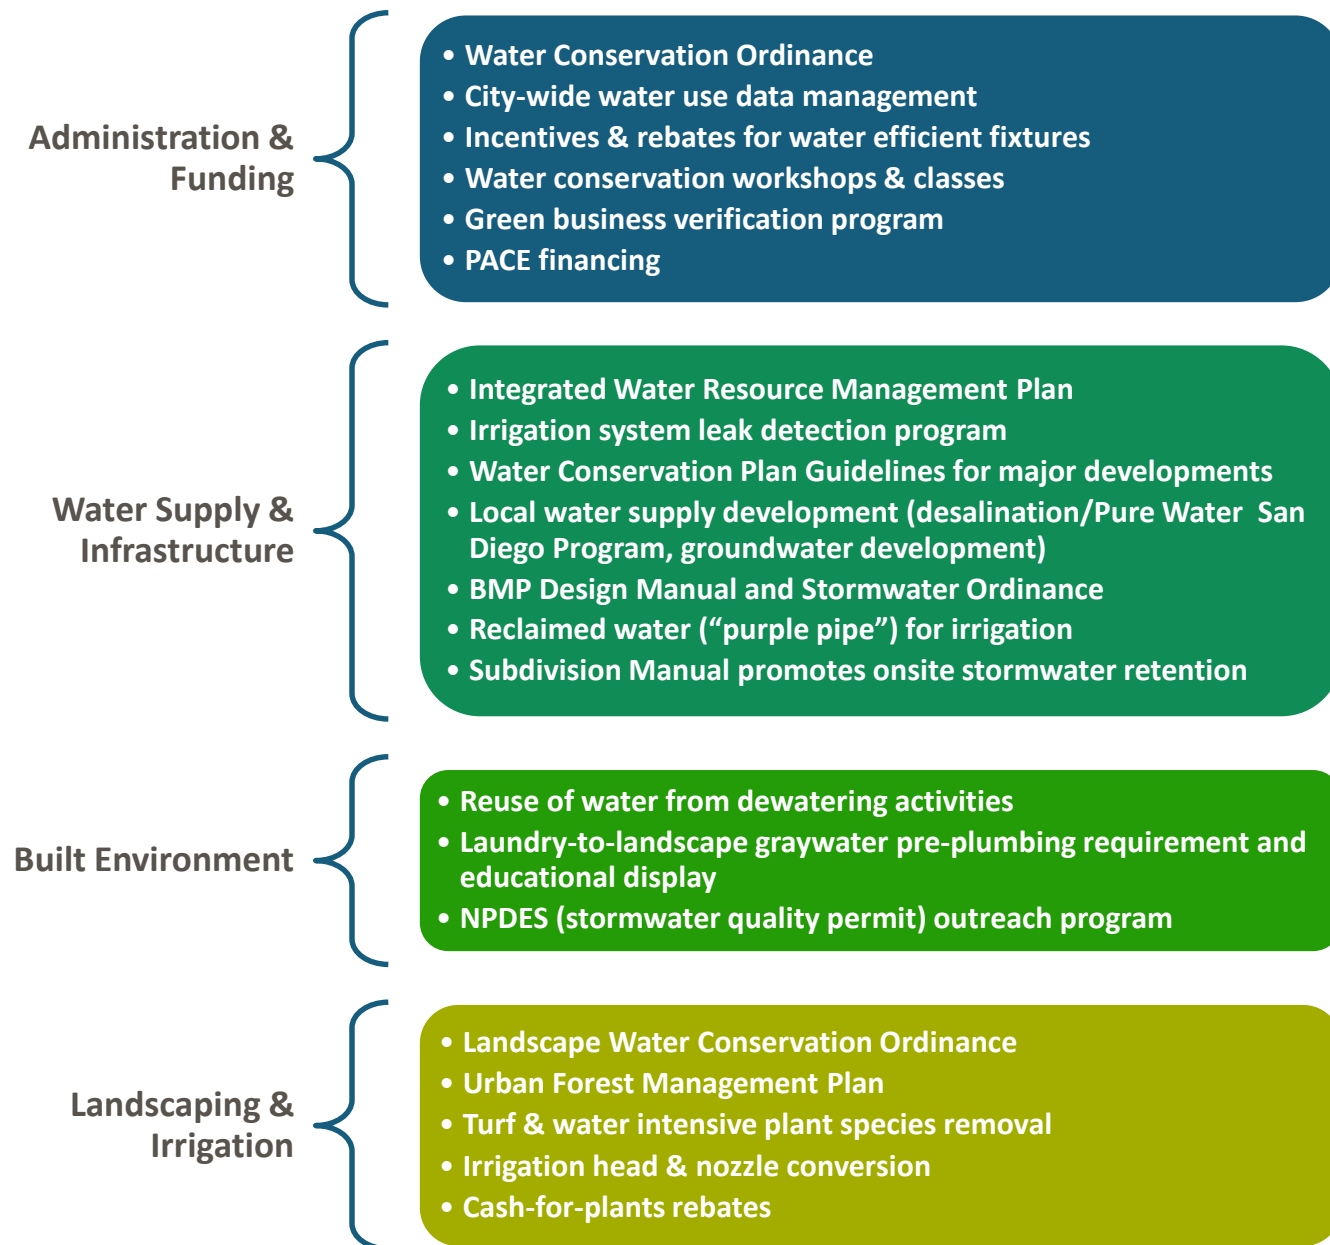 Administration &
Funding
• Water Conservation Ordinance
• City-wide water use data management
• Incentives & rebates for water efficient fixtures
• Water conservation workshops & classes
• Green business verification program
• PACE financing
Water Supply &
Infrastructure
• Integrated Water Resource Management Plan
• Irrigation system leak detection program
• Water Conservation Plan Guidelines for major developments
• Local water supply development (desalination/Pure Water  San
Diego Program, groundwater development)
• BMP Design Manual and Stormwater Ordinance
• Reclaimed water (“purple pipe”) for irrigation
• Subdivision Manual promotes onsite stormwater retention
Built Environment
• Reuse of water from dewatering activities
• Laundry-to-landscape graywater pre-plumbing requirement and
educational display
• NPDES (stormwater quality permit) outreach program
Landscaping &
Irrigation
• Landscape Water Conservation Ordinance
• Urban Forest Management Plan
• Turf & water intensive plant species removal
• Irrigation head & nozzle conversion
• Cash-for-plants rebates